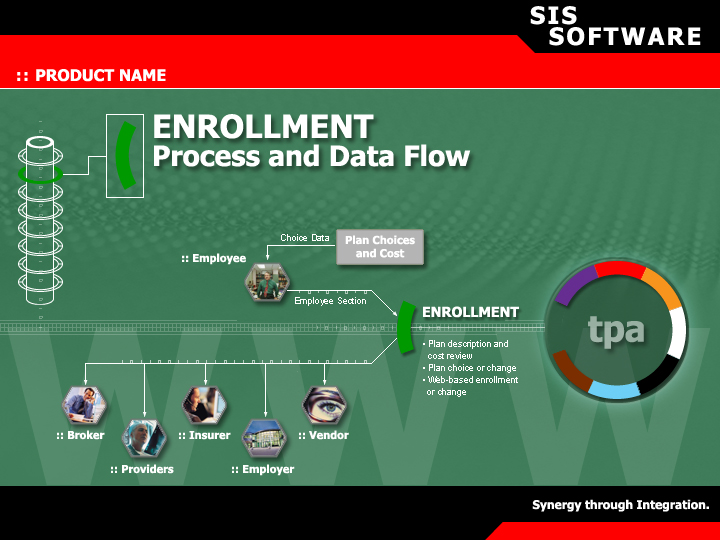 SIS
SOFTWARE
:: PRODUCT NAME
ENROLLMENT
Process and Data Flow
Choice Data
Plan Choices
and Cost
:: Employee
Employee Section
ENROLLMENT
• Plan description and
cost review
• Plan choice or change
• Web-based enrollment
or change
tpa
:: Broker
:: Insurer
:: Vendor
:: Providers
:: Employer
WWW
Synergy through Integration.